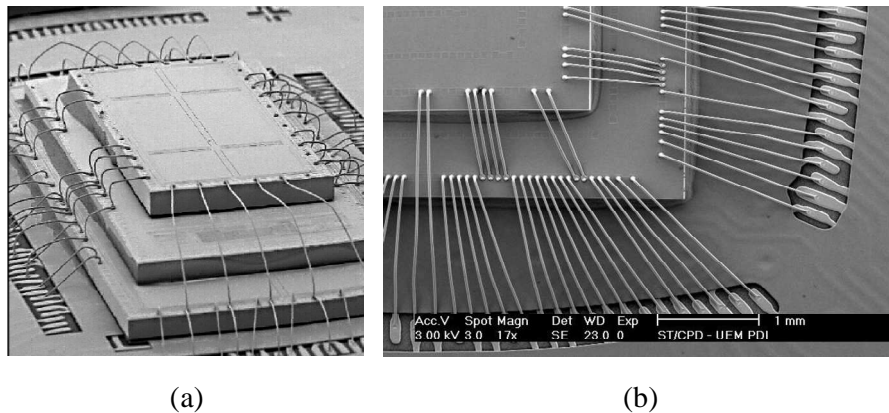 Acc.V Spot Magn Det WD Exp 1 mm
3.00 kV 3.0 17x SE 23.0 0 ST/CPD - UEM PDI
(a) (b)